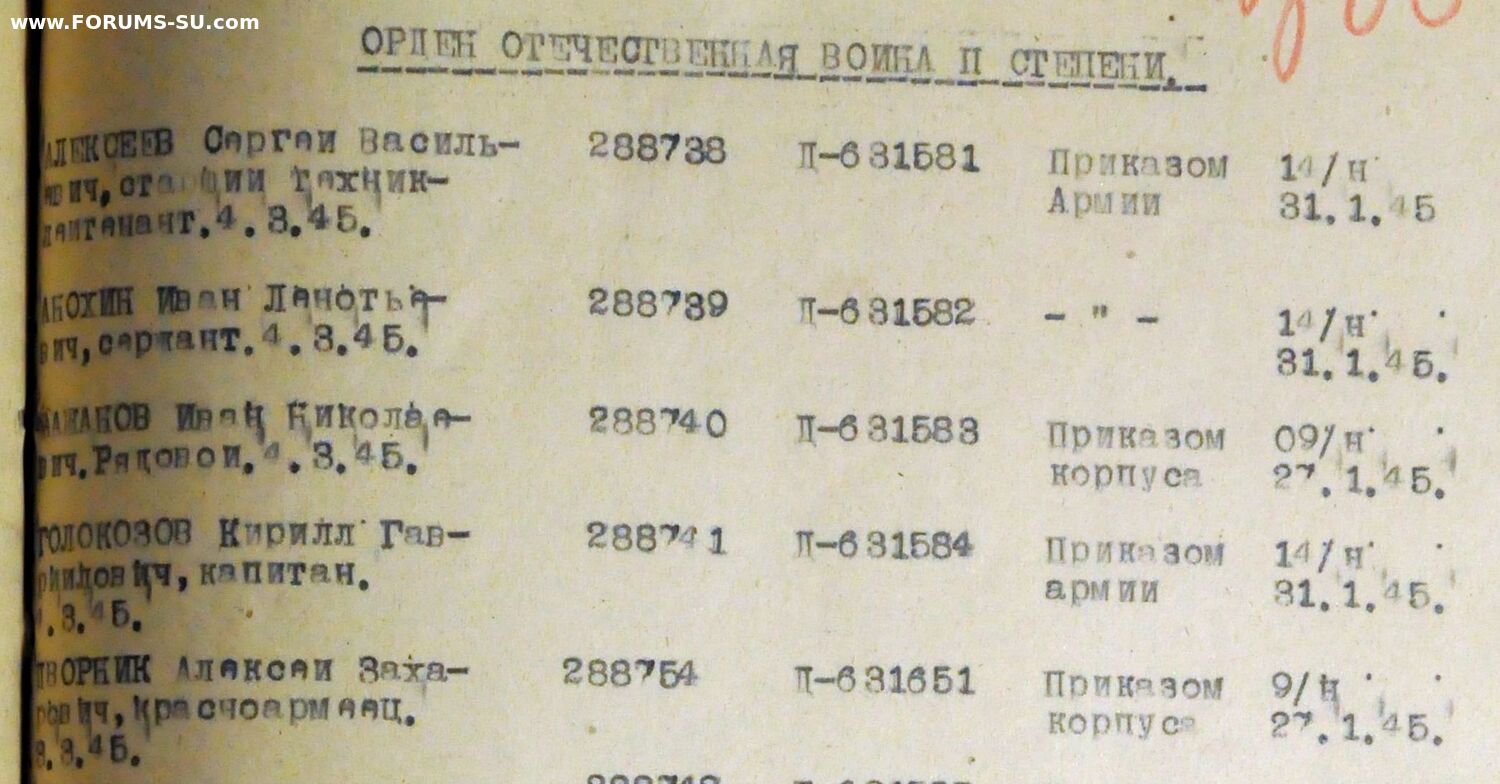 www.FORUMS-SU.com
ОРДЕН ОТЕЧЕСТВЕННАЯ ВОЙНА II СТЕПЕНИ.
АЛЕКСЕЕВ Сергей Василь- 288738 Д-631581 Приказом 14/н
евич, старший техник- Армии 31.1.45
лейтенант.4.3.45.
Иван 288739 Д-631582 - " - 14/н
вич, сержант.4.3.45. 31.1.45.
Иван Николае- 288740 Д-631583 Приказом 09/н
вич.Рядовой.4.3.45. корпуса 27.1.45.
ГОЛОКОЗОВ Кирилл Гав- 288741 Д-631584 Приказом 14/н
рилович, капитан. армии 31.1.45.
.3.45.
ДВОРНИК Алексей Заха- 288754 Д-631651 Приказом 9/н
рович, красноармеец. корпуса 27.1.45.
3.3.45.